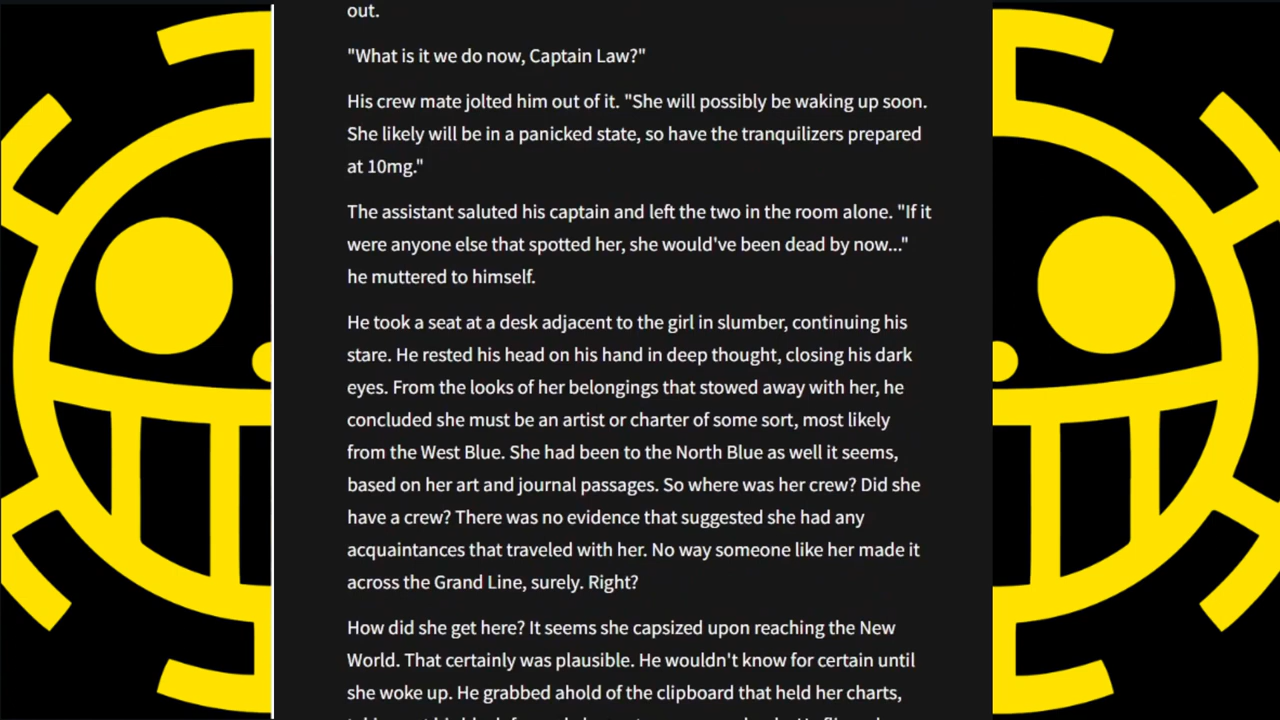 out.
"What is it we do now, Captain Law?"
His crew mate jolted him out of it. "She will possibly be waking up soon.
She likely will be in a panicked state, so have the tranquilizers prepared
at 10mg."
The assistant saluted his captain and left the two in the room alone. "If it
were anyone else that spotted her, she would've been dead by now..."
he muttered to himself.
He took a seat at a desk adjacent to the girl in slumber, continuing his
stare. He rested his head on his hand in deep thought, closing his dark
eyes. From the looks of her belongings that stowed away with her, he
concluded she must be an artist or charter of some sort, most likely
from the West Blue. She had been to the North Blue as well it seems,
based on her art and journal passages. So where was her crew? Did she
have a crew? There was no evidence that suggested she had any
acquaintances that traveled with her. No way someone like her made it
across the Grand Line, surely. Right?
How did she get here? It seems she capsized upon reaching the New
World. That certainly was plausible. He wouldn't know for certain until
she woke up. He grabbed ahold of the clipboard that held her charts,